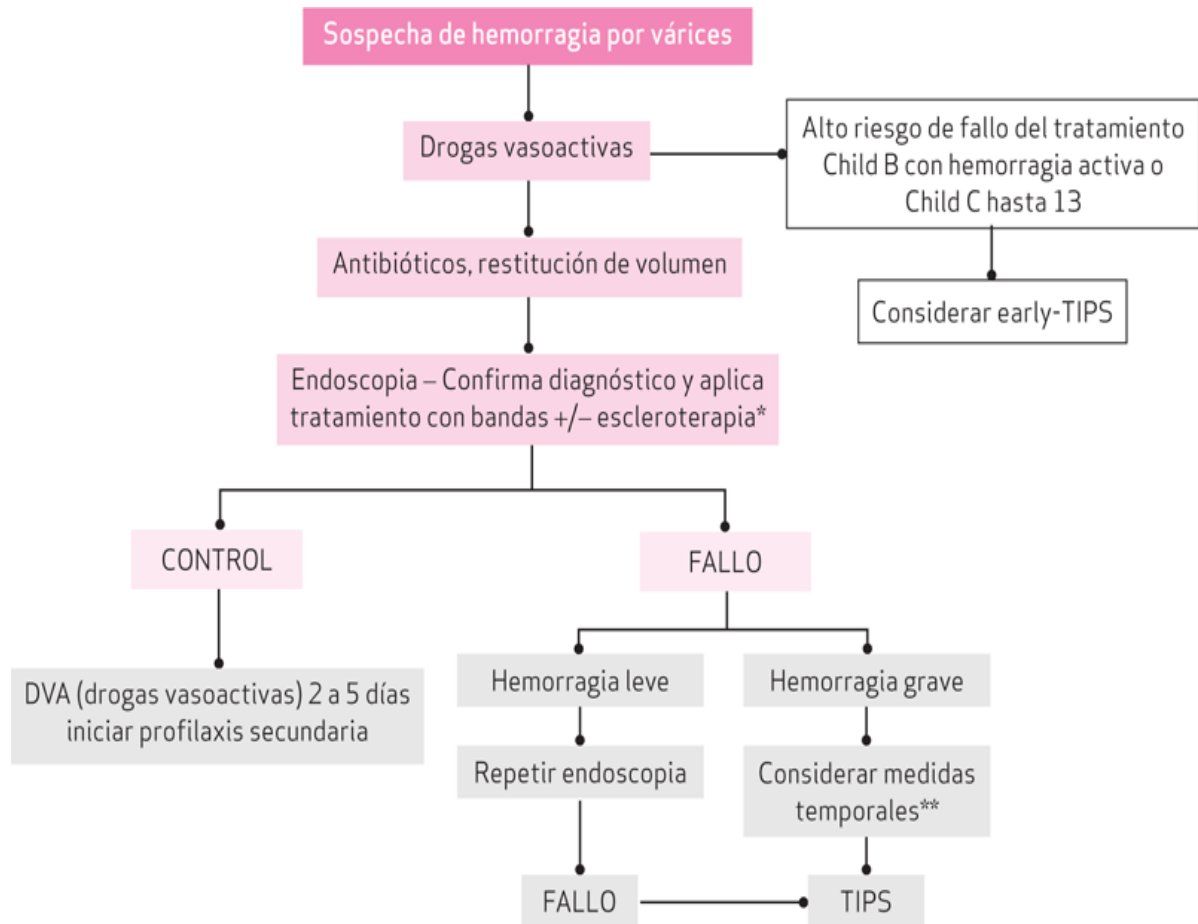 Sospecha de hemorragia por várices
Drogas vasoactivas
Alto riesgo de fallo del tratamiento
Child B con hemorragia activa o
Child C hasta 13
Antibióticos, restitución de volumen
Considerar early-TIPS
Endoscopia – Confirma diagnóstico y aplica
tratamiento con bandas +/– escleroterapia*
CONTROL
FALLO
DVA (drogas vasoactivas) 2 a 5 días
iniciar profilaxis secundaria
Hemorragia leve
Hemorragia grave
Repetir endoscopia
Considerar medidas
temporales**
FALLO
TIPS